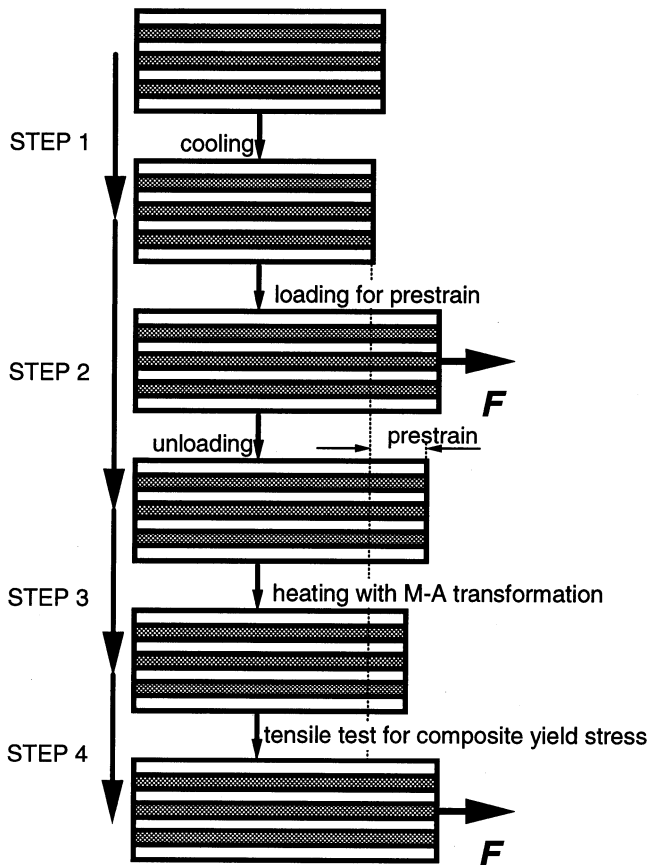 STEP 1
cooling
loading for prestrain
STEP 2
F
unloading
prestrain
STEP 3
heating with M-A transformation
STEP 4
tensile test for composite yield stress
F